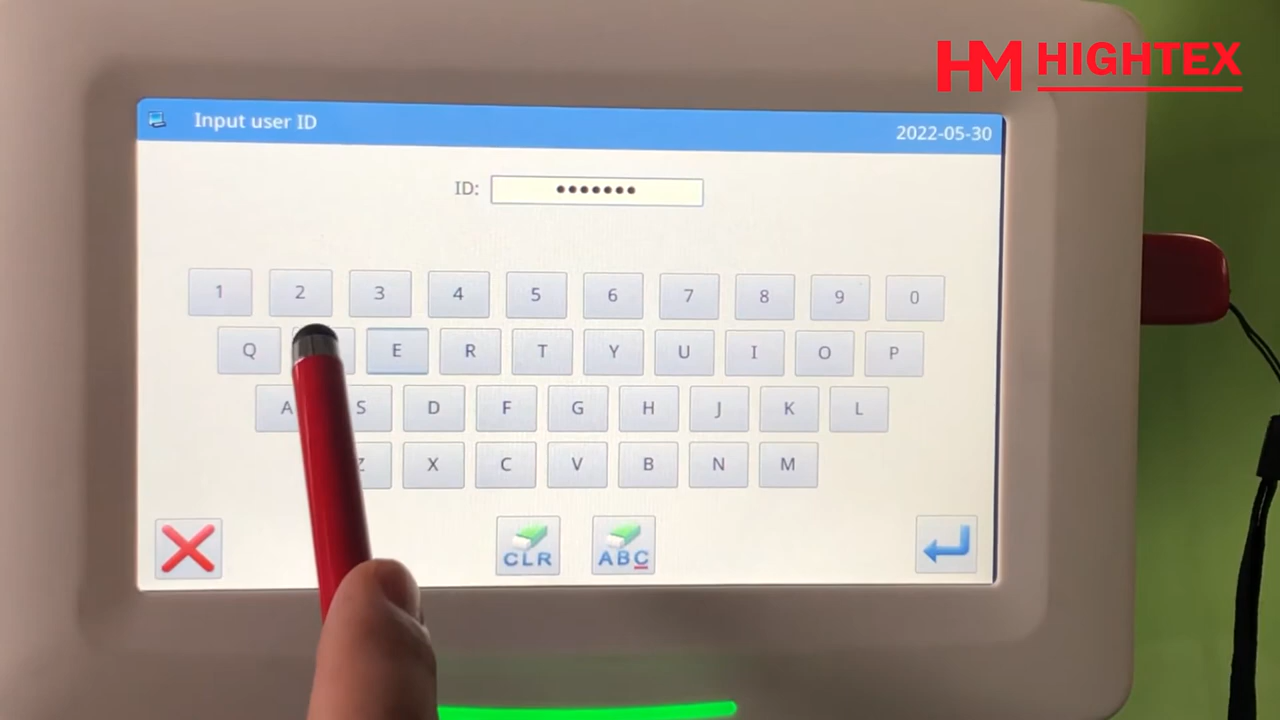 HM HIGHTEX
Input user ID
2022-05-30
ID: •••••••
1 2 3 4 5 6 7 8 9 0
Q E R T Y U I O P
A S D F G H J K L
Z X C V B N M
CLR ABC